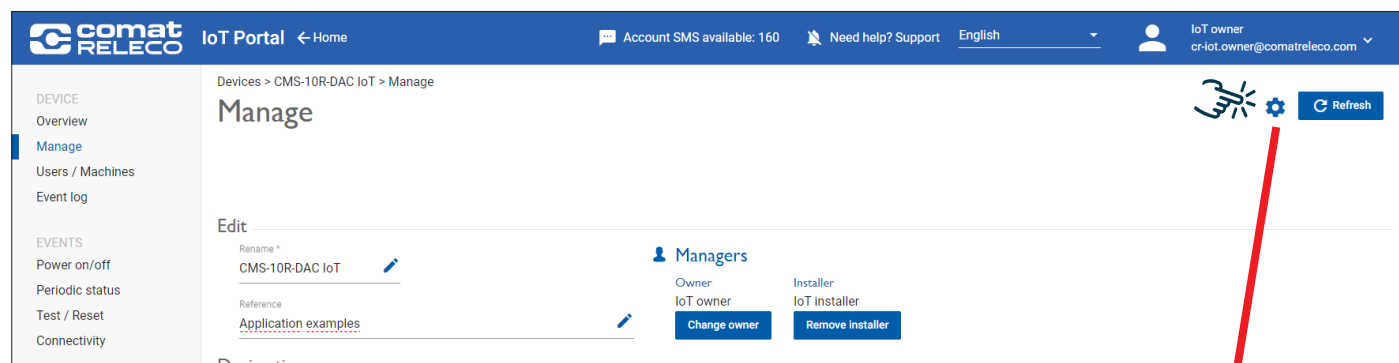 comat
RELECO
IoT Portal ← Home
Account SMS available: 160
Need help? Support
English
IoT owner
cr-iot.owner@comatreleco.com
Devices > CMS-10R-DAC IoT > Manage
Manage
Refresh
DEVICE
Overview
Manage
Users / Machines
Event log
EVENTS
Power on/off
Periodic status
Test / Reset
Connectivity
Edit
Rename *
CMS-10R-DAC IoT
Reference
Application examples
Managers
Owner
IoT owner
Change owner
Installer
IoT installer
Remove installer